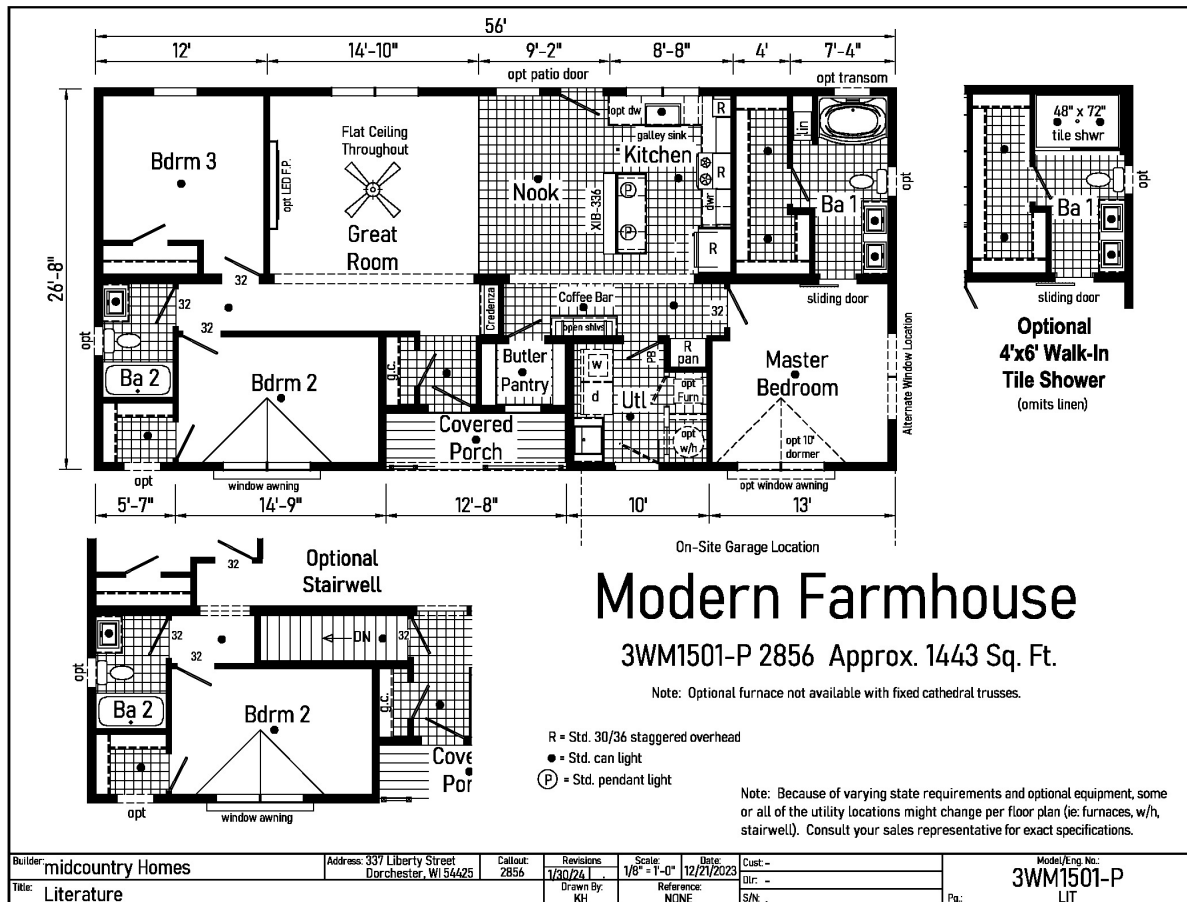 56'
12'
14'-10"
9'-2"
8'-8"
4'
7'-4"
opt patio door
opt transom
26'-8"
Bdrm 3
opt LED F.P.
Flat Ceiling
Throughout
Great
Room
Nook
opt dw
galley sink
Kitchen
R
R
dwr
R
XIB-336
P
P
lin
Ba 1
opt
48" x 72"
tile shwr
Ba 1
opt
sliding door
Optional
4'x6' Walk-In
Tile Shower
(omits linen)
32
32
32
opt
Ba 2
opt
Bdrm 2
window awning
g.c.
Credenza
Coffee Bar
open shlvs
Butler
Pantry
Covered
Porch
w
d
Utl
PB
R
pan
opt
Furn
opt
w/h
32
sliding door
Master
Bedroom
opt 10'
dormer
opt window awning
Alternate Window Location
5'-7"
14'-9"
12'-8"
10'
13'
On-Site Garage Location
Optional
Stairwell
32
32
32
DN
32
opt
Ba 2
opt
Bdrm 2
window awning
g.c.
Cove
Por
Modern Farmhouse
3WM1501-P 2856 Approx. 1443 Sq. Ft.
Note: Optional furnace not available with fixed cathedral trusses.
R = Std. 30/36 staggered overhead
● = Std. can light
P = Std. pendant light
Note: Because of varying state requirements and optional equipment, some
or all of the utility locations might change per floor plan (ie: furnaces, w/h,
stairwell). Consult your sales representative for exact specifications.
Builder: midcountry Homes
Address: 337 Liberty Street
Dorchester, WI 54425
Callout:
2856
Revisions
1/30/24 .
Scale:
1/8" = 1'-0"
Date:
12/21/2023
Cust: -
Dlr: -
S/N: .
Model/Eng. No.:
3WM1501-P
Title: Literature
Drawn By:
KH
Reference:
NONE
Pg.: LIT